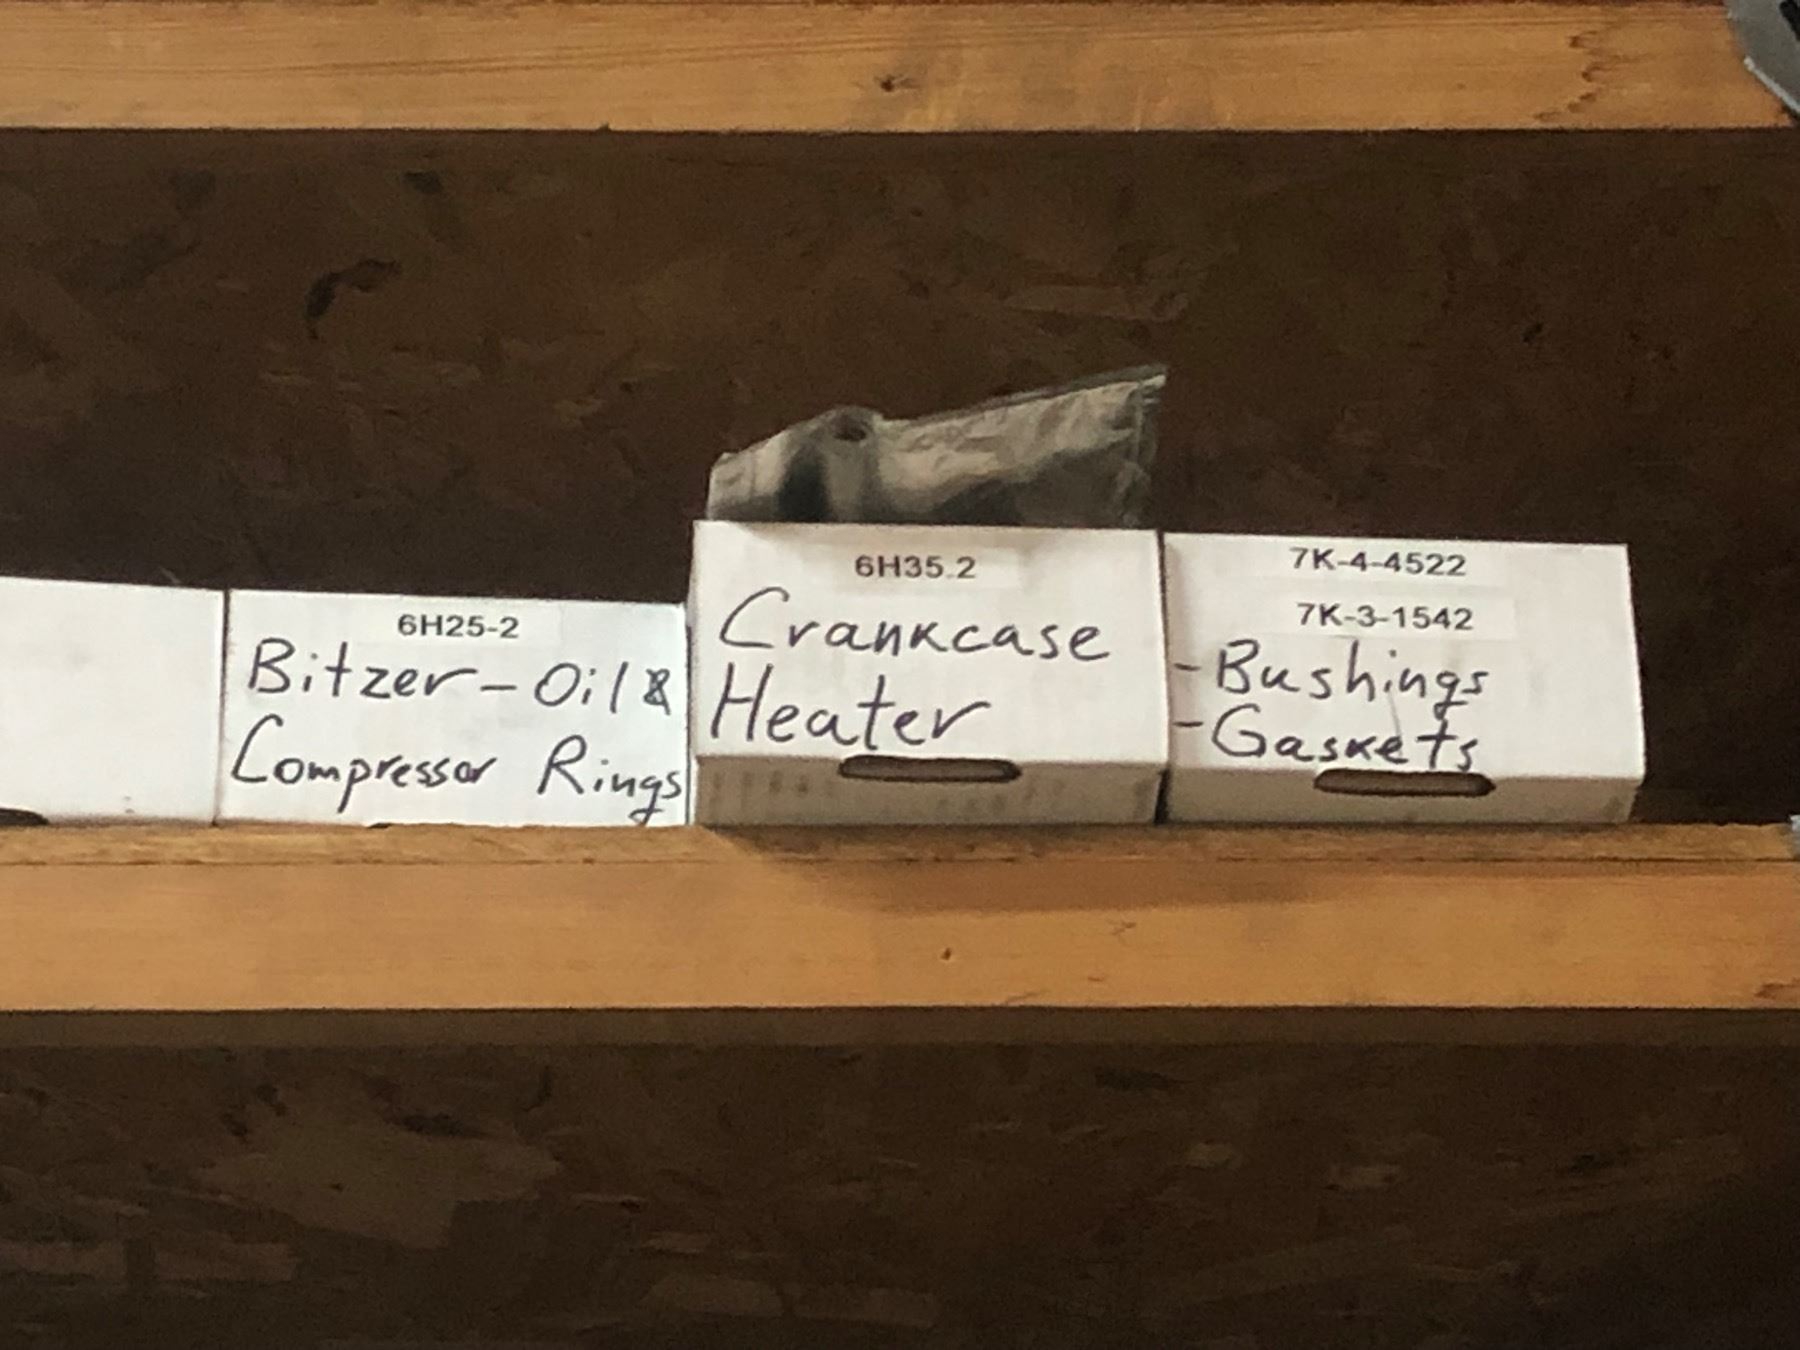 6H25-2
Bitzer-Oil &
Compressor Rings
6H35.2
Crankcase
Heater
7K-4-4522
7K-3-1542
-Bushings
-Gaskets